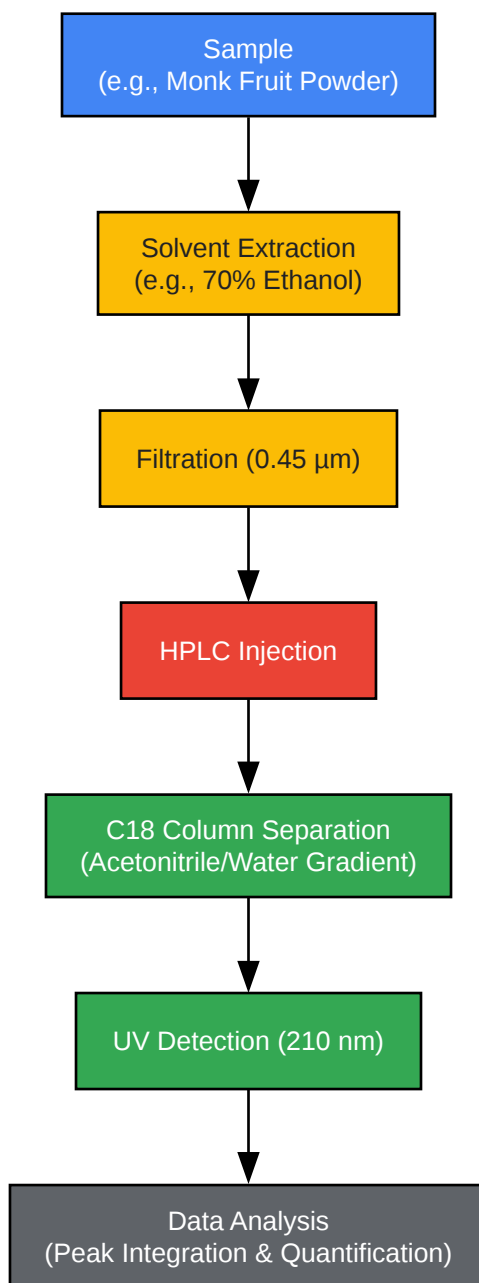 Sample
(e.g., Monk Fruit Powder)
Solvent Extraction
(e.g., 70% Ethanol)
Filtration (0.45 µm)
HPLC Injection
C18 Column Separation
(Acetonitrile/Water Gradient)
UV Detection (210 nm)
Data Analysis
(Peak Integration & Quantification)